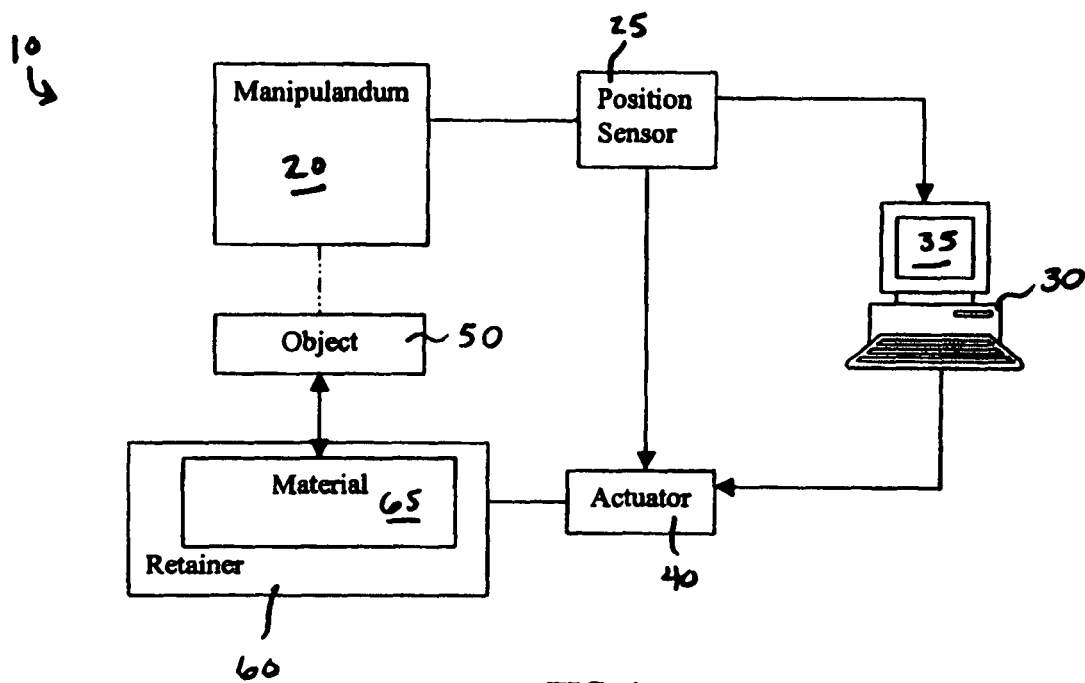 10
25
Manipulandum
20
Position
Sensor
35
30
Object
50
Material
65
Retainer
Actuator
40
60